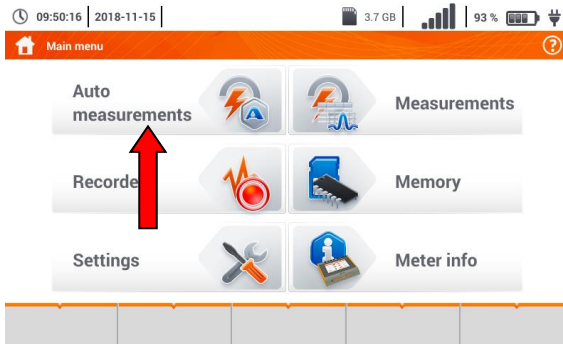 09:50:16 2018-11-15 3.7 GB 93 %
Main menu ?
Auto
measurements
Measurements
Recorde
Memory
Settings
Meter info